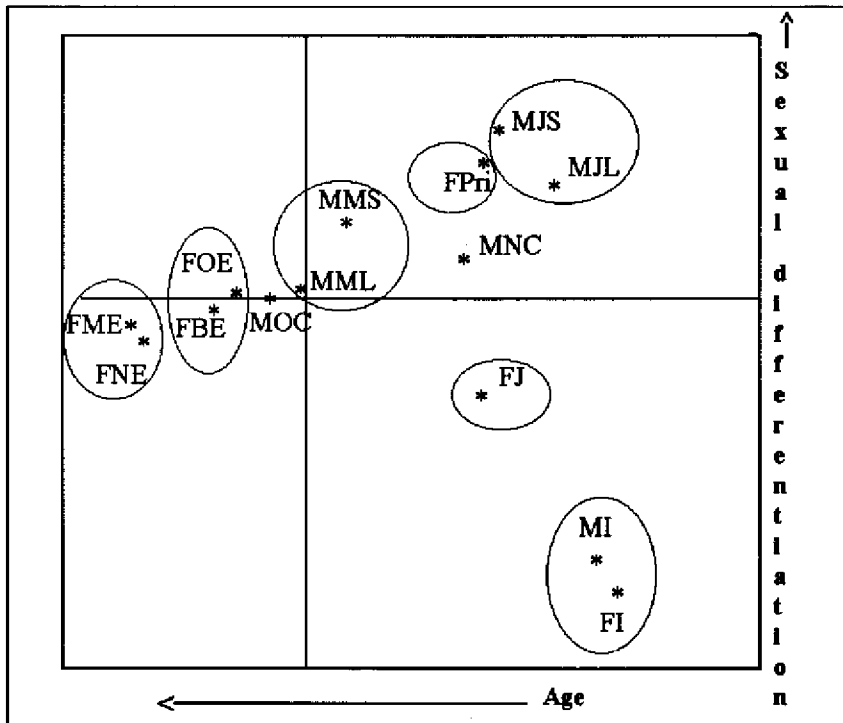 MJS
MJL
FPri
MMS
MNC
FOE
MML
MOC
FME
FBE
FNE
FJ
MI
FI
Age
Sexual differentiation